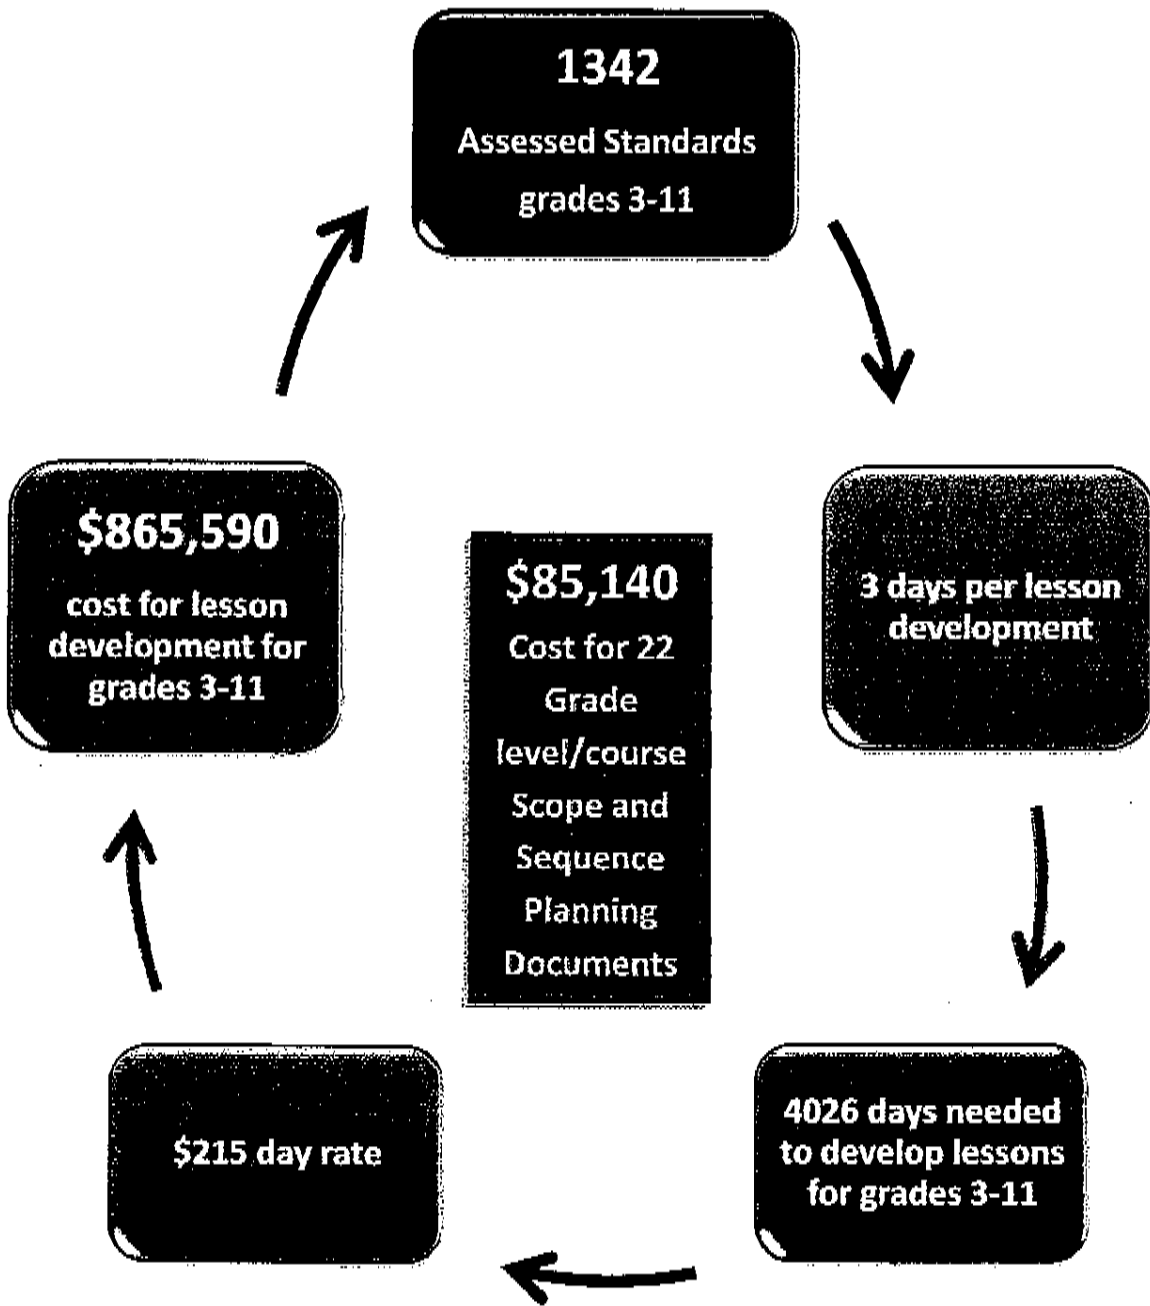 1342
Assessed Standards
grades 3-11
3 days per lesson
development
4026 days needed
to develop lessons
for grades 3-11
$215 day rate
$865,590
cost for lesson
development for
grades 3-11
$85,140
Cost for 22
Grade
level/course
Scope and
Sequence
Planning
Documents